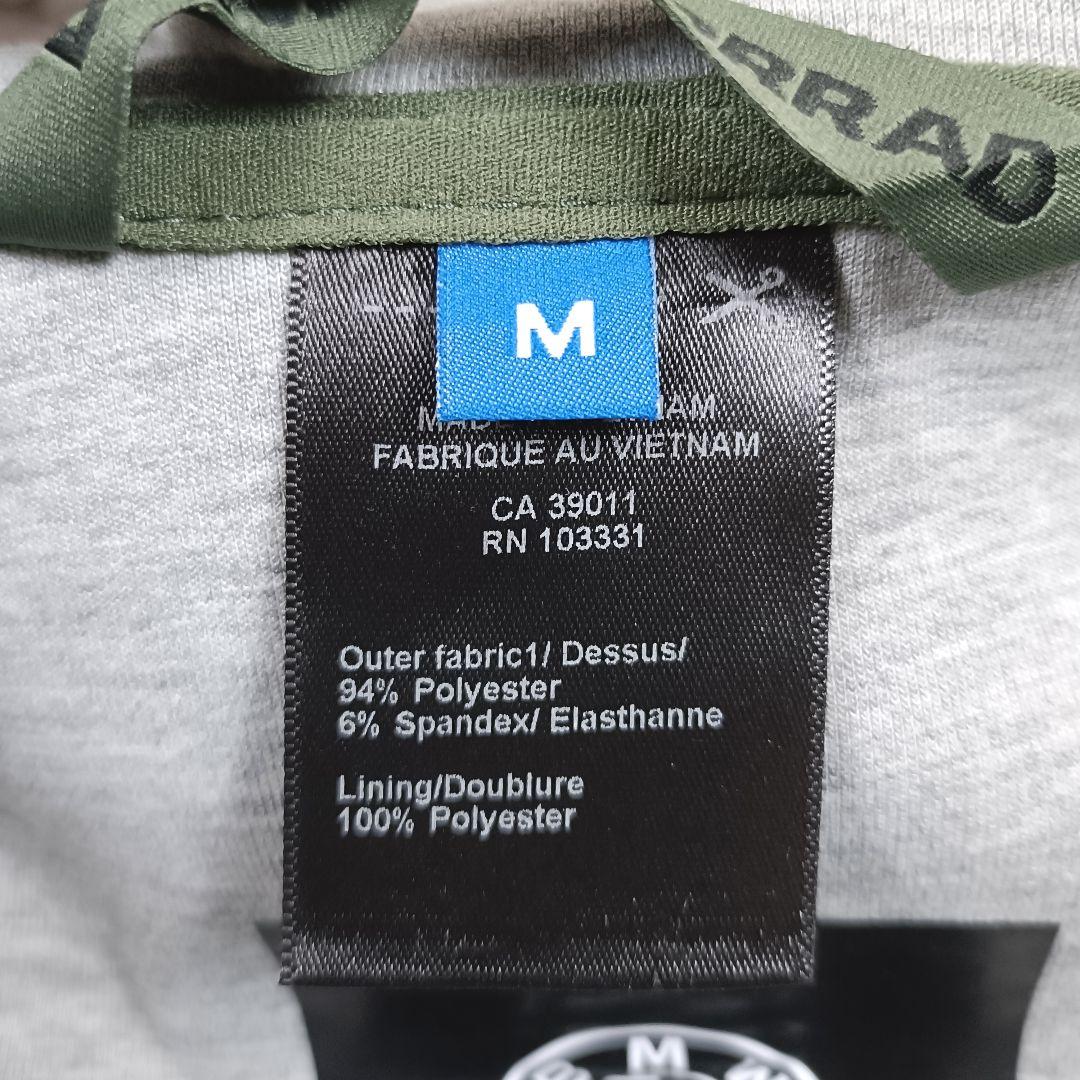 RRAD
M
FABRIQUE AU VIETNAM
CA 39011
RN 103331
Outer fabric1/ Dessus/
94% Polyester
6% Spandex/ Elasthanne
Lining/Doublure
100% Polyester
M